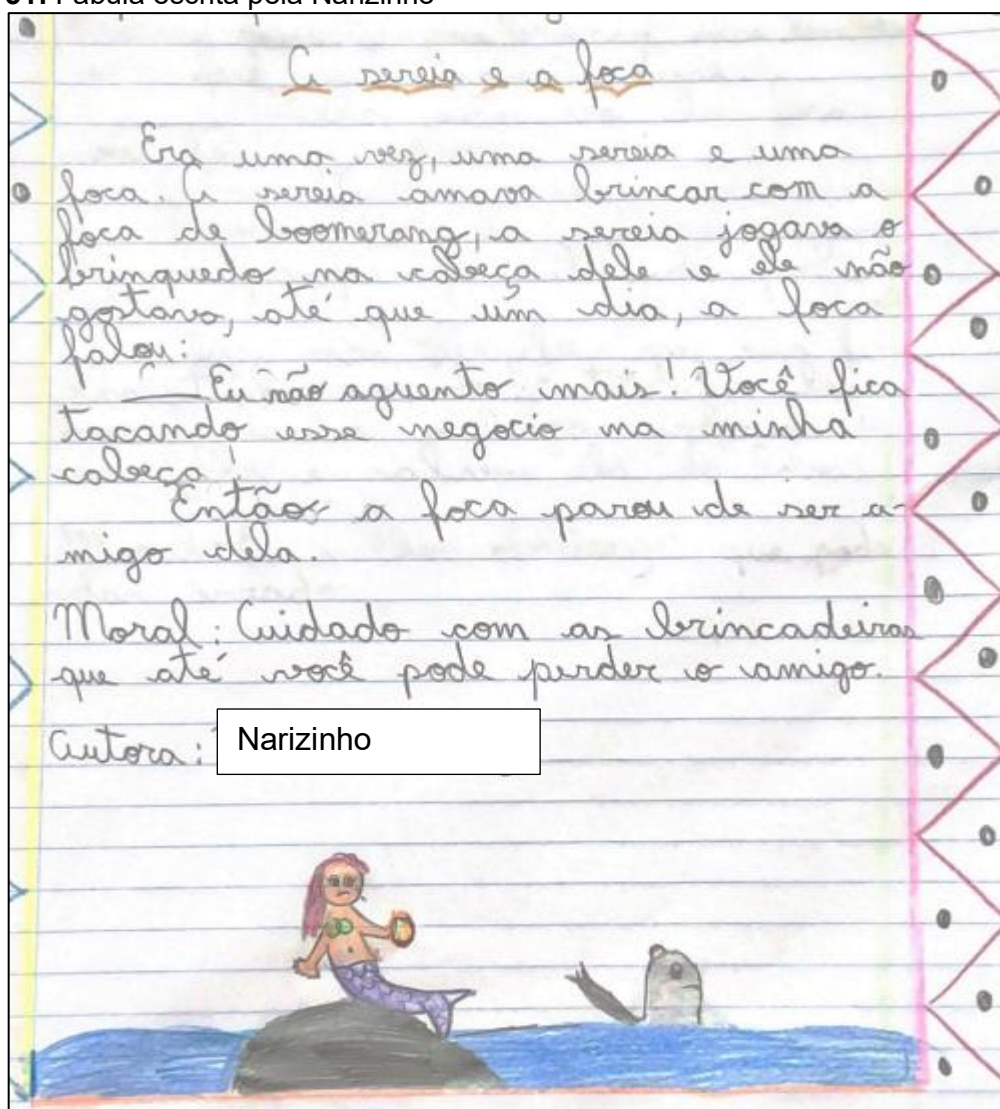 31. Fábula escrita pela Narizinho
A sereia e a foca
Era uma vez, uma sereia e uma
foca. A sereia amava brincar com a
foca de boomerang, a sereia jogava o
brinquedo na cabeça dele e ele não
gostava, até que um dia, a foca
falou:
— Eu não aguento mais! Você fica
tacando esse negocio na minha
cabeça!
Então a foca parou de ser a-
migo dela.
Moral: Cuidado com as brincadeiras
que até você pode perder o amigo.
Autora:
Narizinho